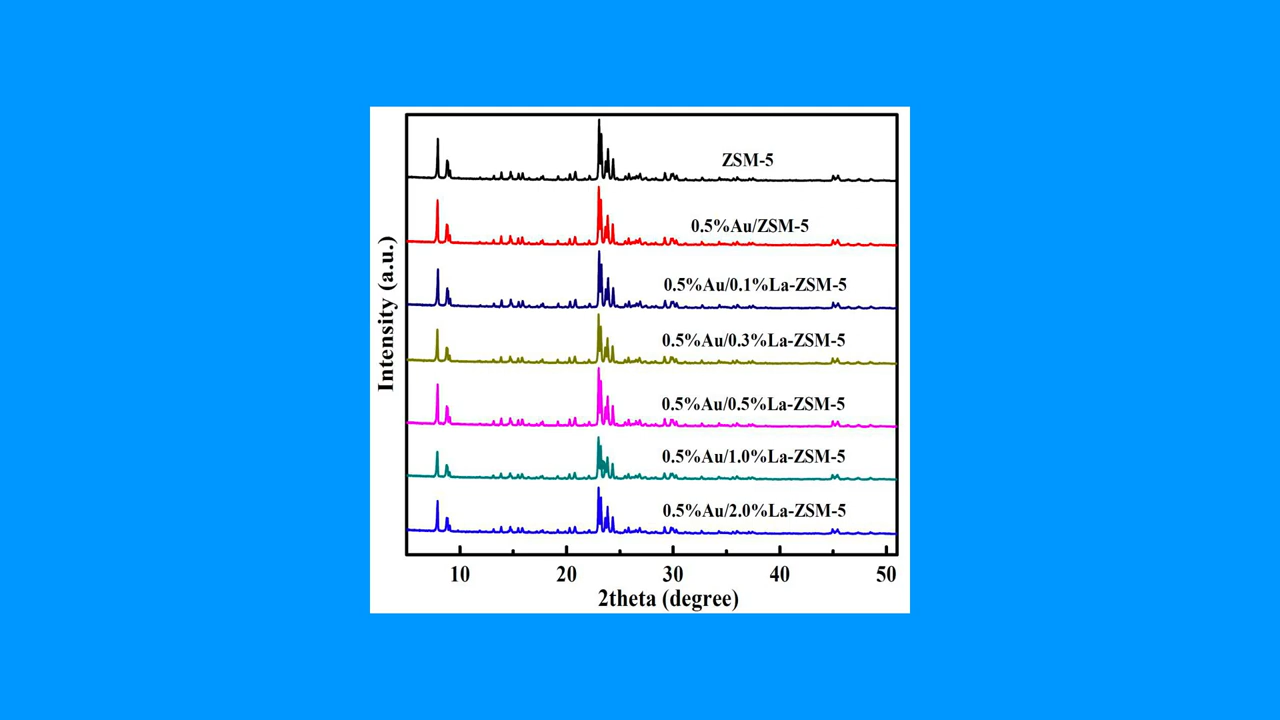 ZSM-5
0.5%Au/ZSM-5
0.5%Au/0.1%La-ZSM-5
0.5%Au/0.3%La-ZSM-5
0.5%Au/0.5%La-ZSM-5
0.5%Au/1.0%La-ZSM-5
0.5%Au/2.0%La-ZSM-5
Intensity (a.u.)
10 20 30 40 50
2theta (degree)